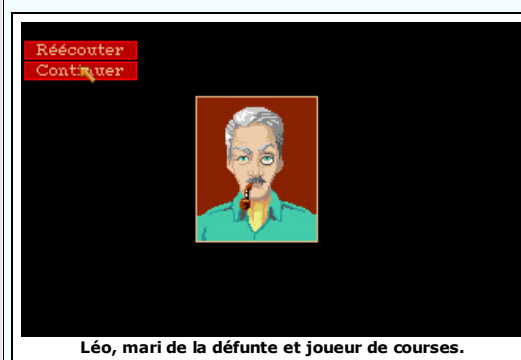 Réécouter
Continuer
Léo, mari de la défunte et joueur de courses.